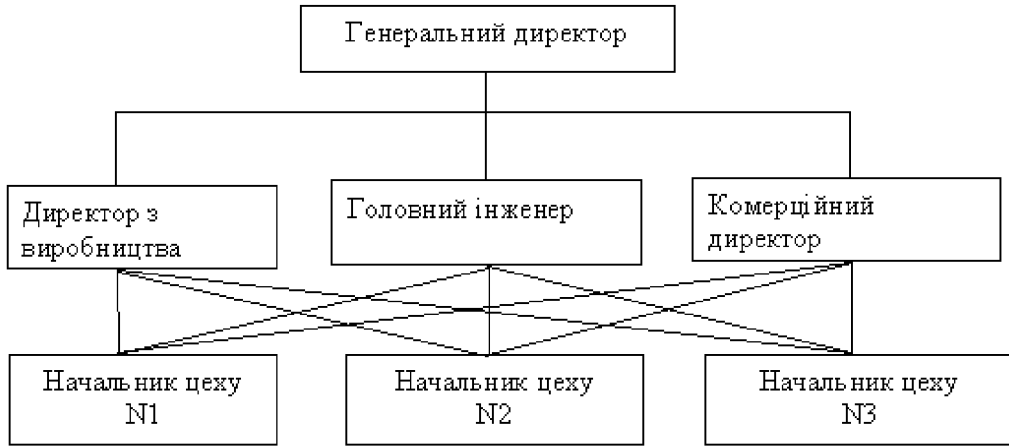 Генеральний директор
Директор з
виробництва
Головний інженер
Комерційний
директор
Начальник цеху
N1
Начальник цеху
N2
Начальник цеху
N3